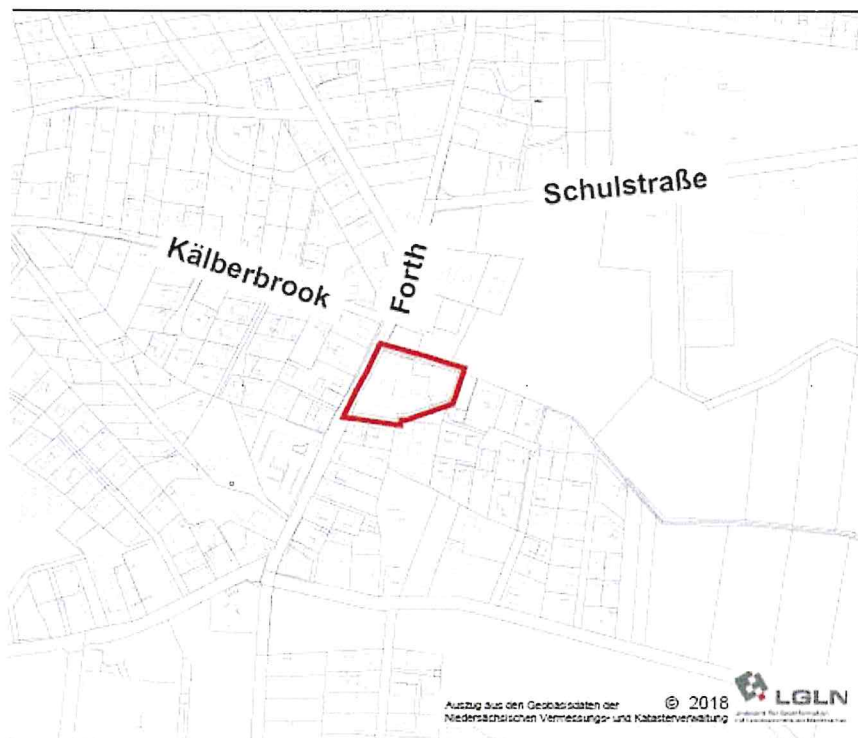 Schulstraße
Forth
Kälberbrook
Auszug aus den Geobasisdaten der
Niedersächsischen Vermessungs- und Katasterverwaltung
© 2018
LGLN